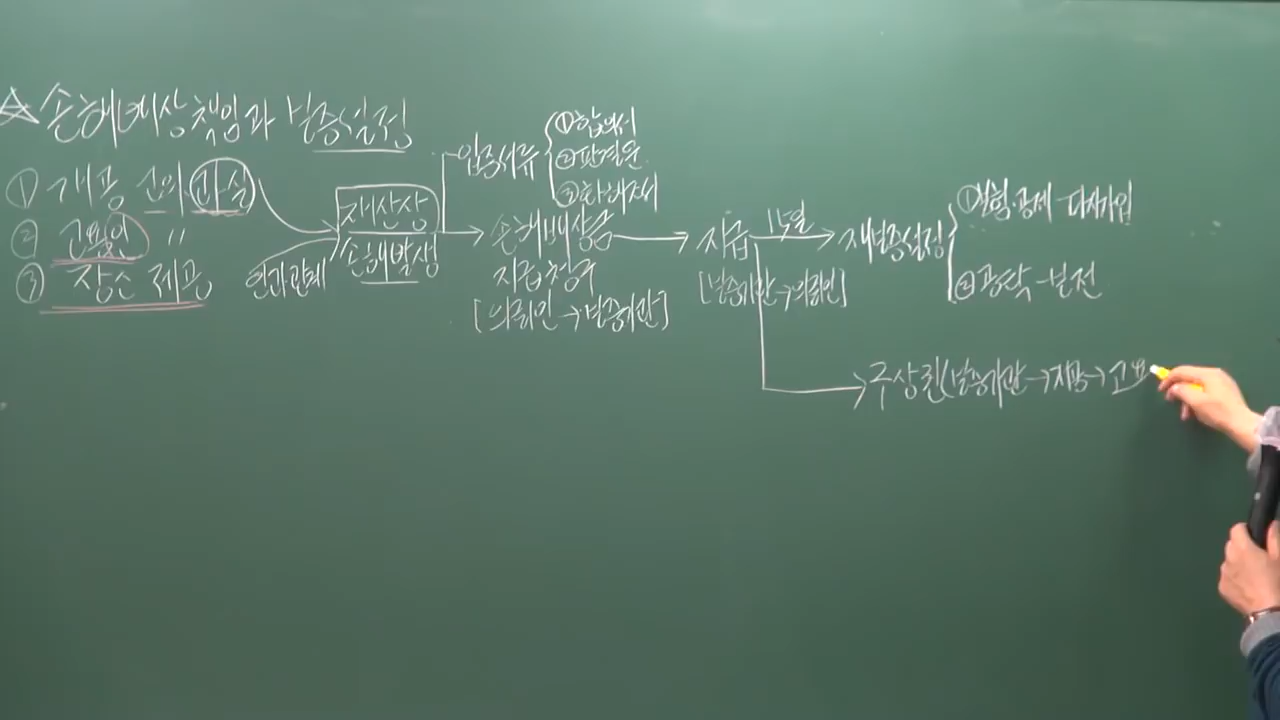 ☆ 손해배상책임과 보증설정
① 개공 고의 과실
② 고용인 〃
③ 장소 제공
인과관계
재산상
손해발생
입증서류
① 합의서
② 판결문
③ 화해조서
→ 손해배상금
지급청구
[의뢰인 → 보증기관]
→ 지급
[보증기관 → 의뢰인]
15일 → 재보증설정
① 보험, 공제 - 다시가입
② 공탁 - 보전
→ 구상권(보증기관 → 개공 → 고용